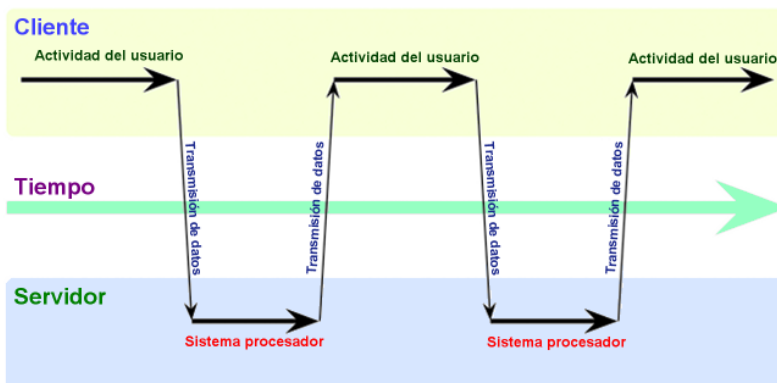 Cliente
Actividad del usuario
Actividad del usuario
Actividad del usuario
Transmisión de datos
Transmisión de datos
Transmisión de datos
Transmisión de datos
Tiempo
Servidor
Sistema procesador
Sistema procesador